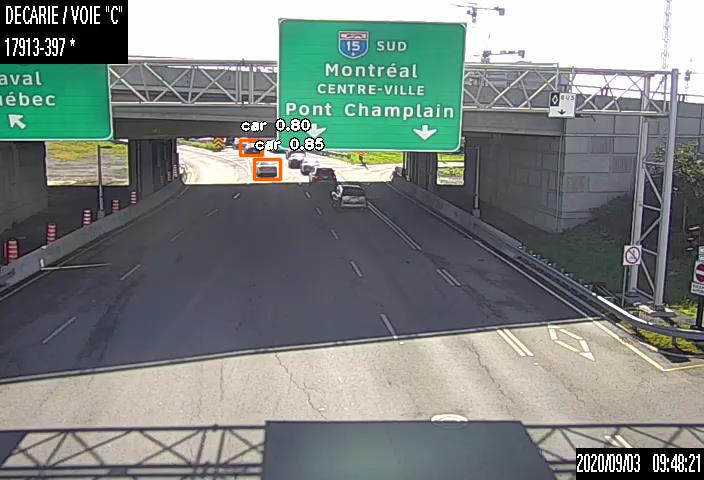 DECARIE / VOIE "C"
17913-397 *
aval
uébec
15 SUD
Montréal
CENTRE-VILLE
Pont Champlain
BUS
car 0.80
car 0.85
2020/09/03 09:48:21